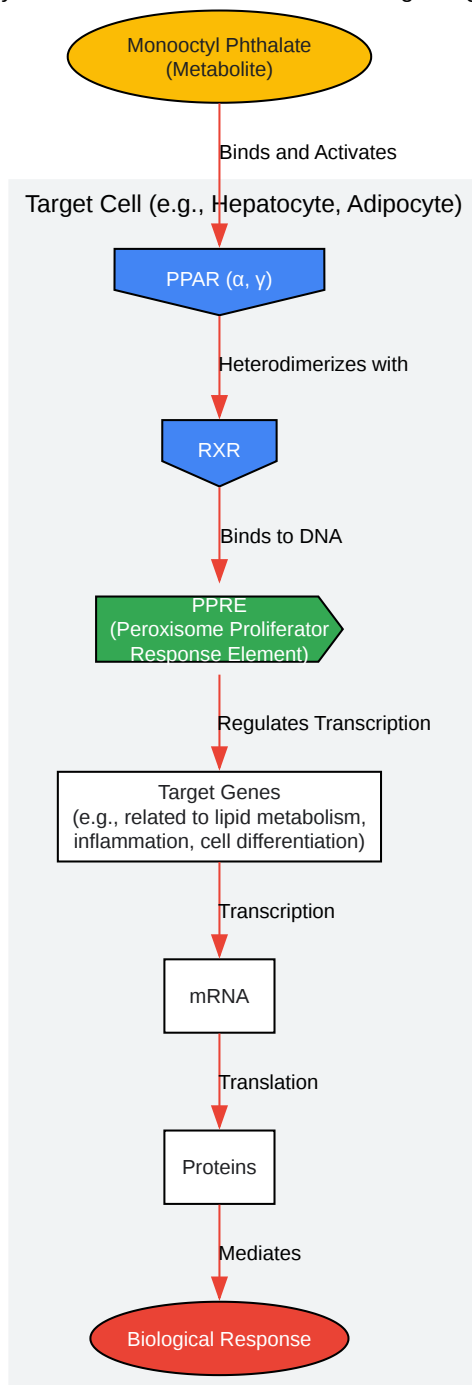 Monooctyl Phthalate
(Metabolite)
Binds and Activates
Target Cell (e.g., Hepatocyte, Adipocyte)
PPAR (α, γ)
Heterodimerizes with
RXR
Binds to DNA
PPRE
(Peroxisome Proliferator
Response Element)
Regulates Transcription
Target Genes
(e.g., related to lipid metabolism,
inflammation, cell differentiation)
Transcription
mRNA
Translation
Proteins
Mediates
Biological Response